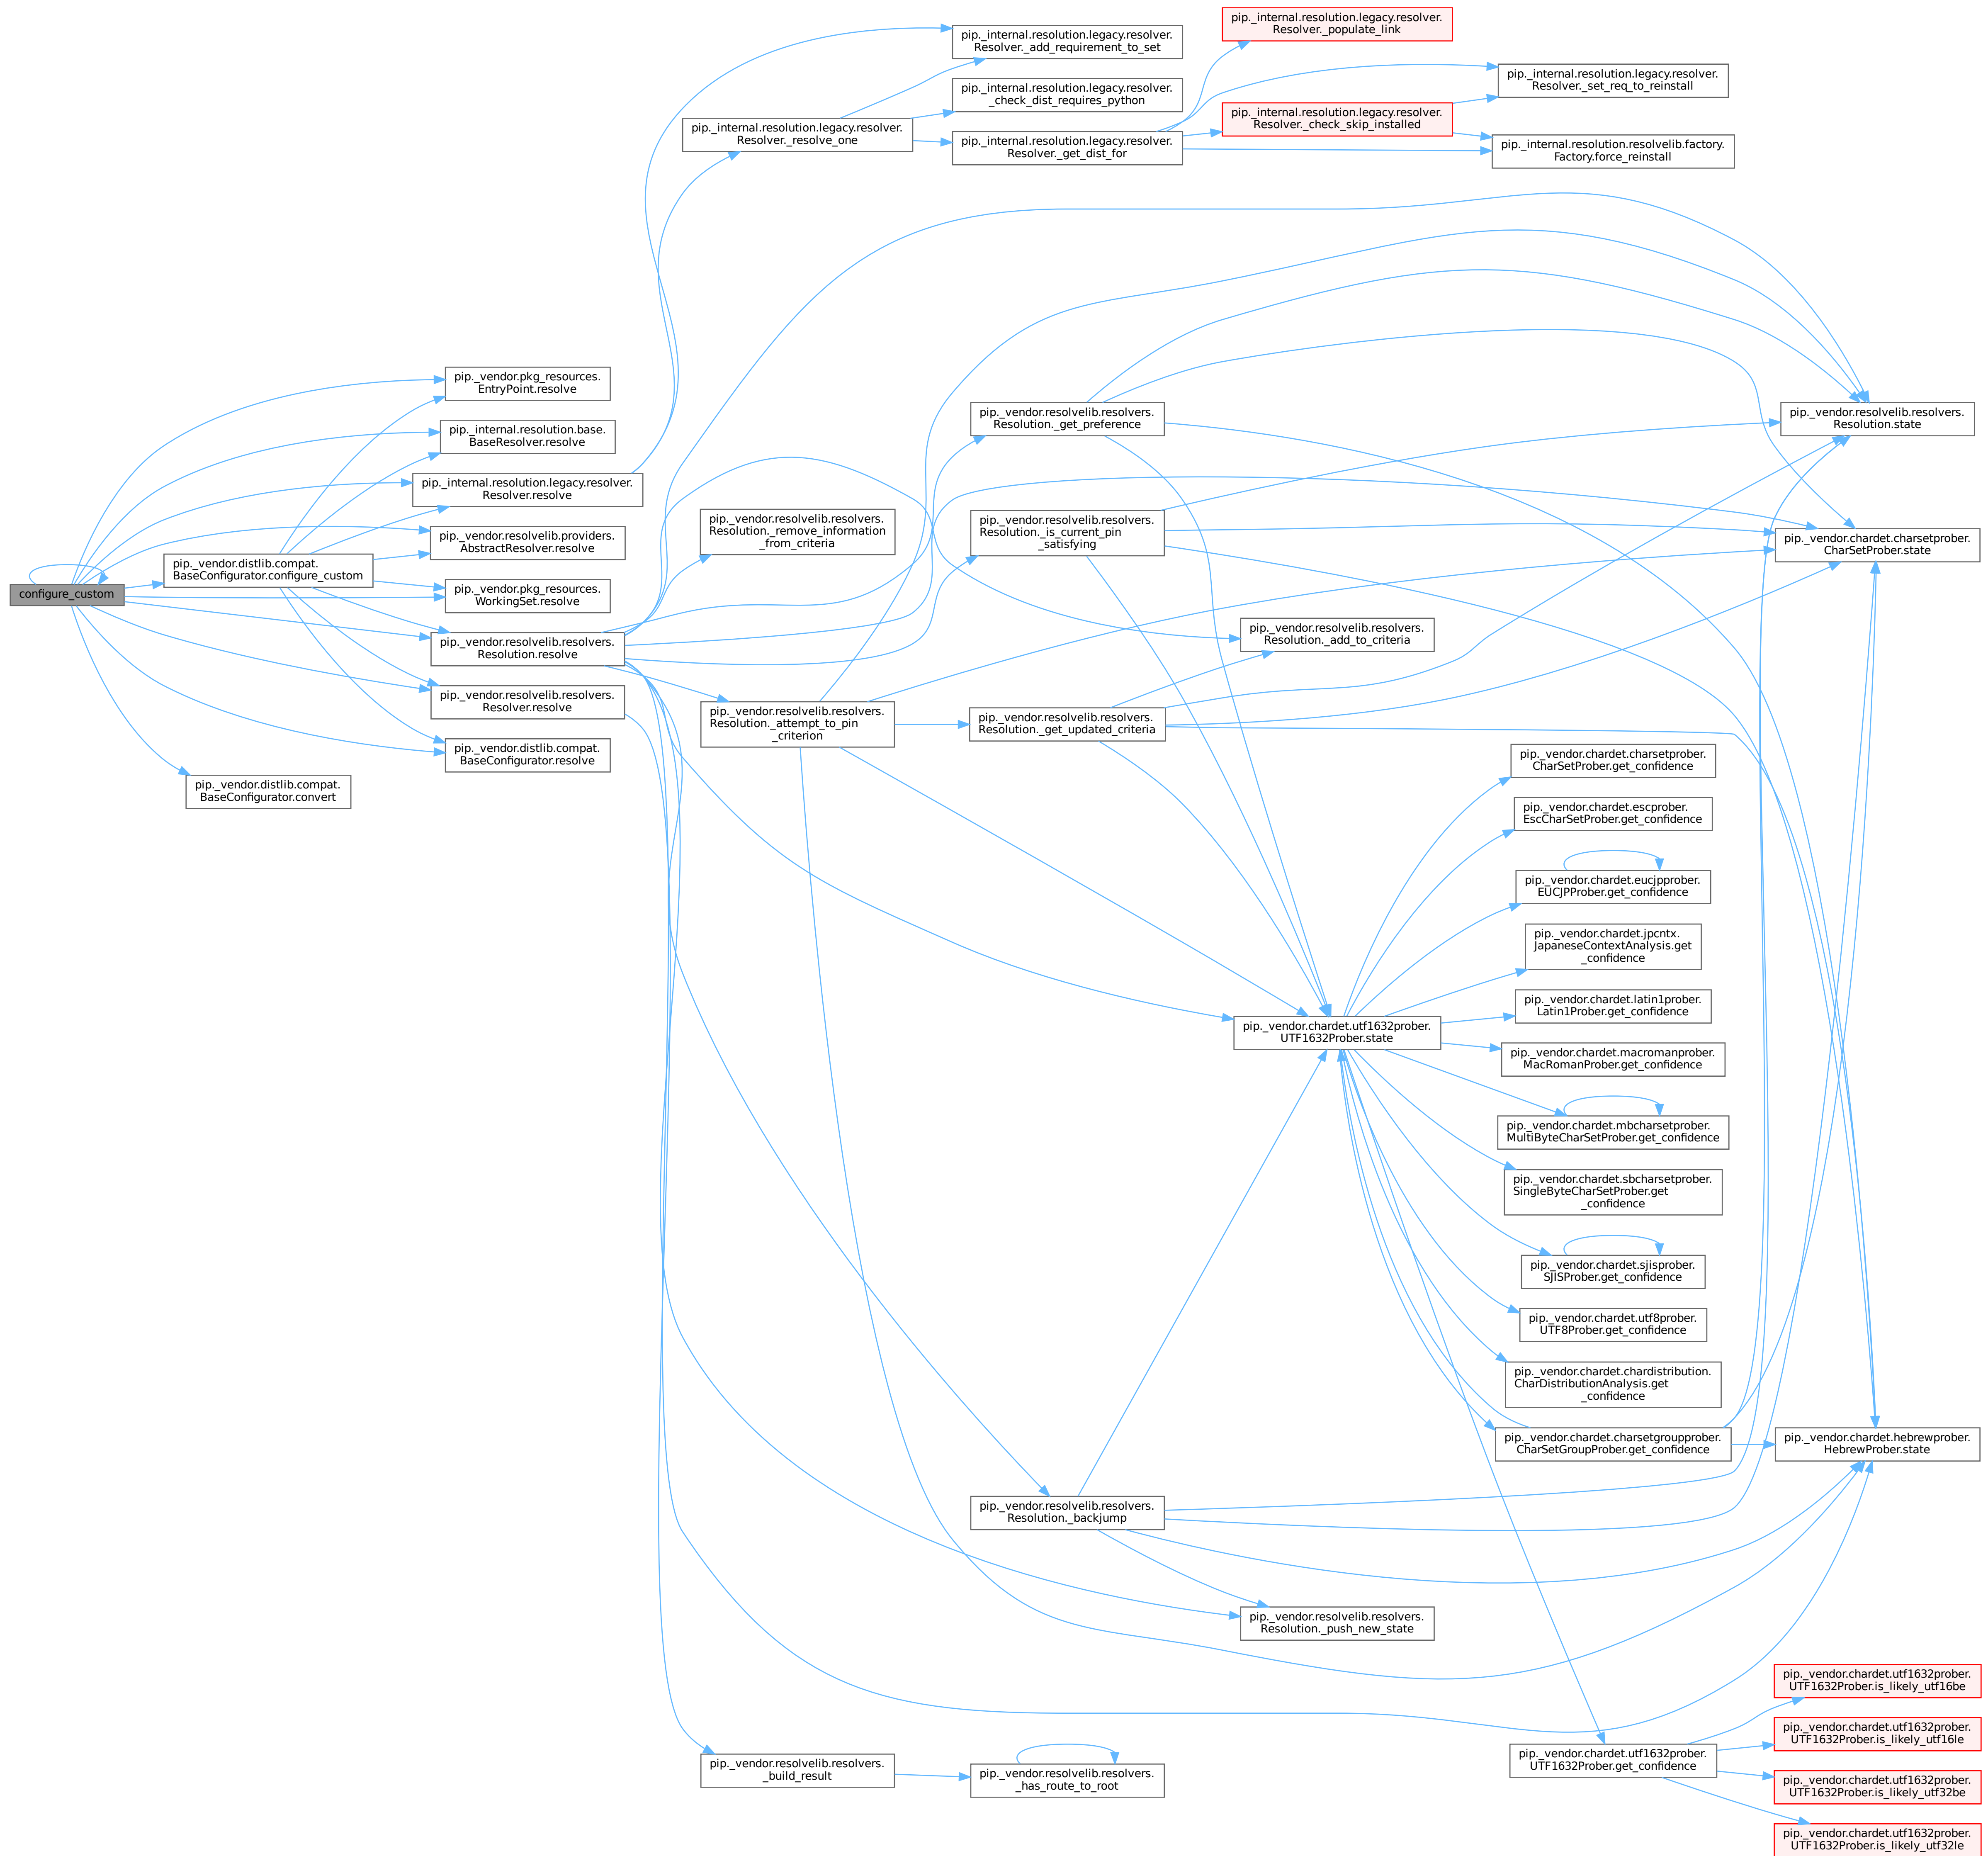 configure_custom
pip._vendor.distlib.compat.
BaseConfigurator.configure_custom
pip._vendor.distlib.compat.
BaseConfigurator.convert
pip._vendor.pkg_resources.
EntryPoint.resolve
pip._internal.resolution.base.
BaseResolver.resolve
pip._internal.resolution.legacy.resolver.
Resolver.resolve
pip._vendor.resolvelib.providers.
AbstractResolver.resolve
pip._vendor.pkg_resources.
WorkingSet.resolve
pip._vendor.resolvelib.resolvers.
Resolution.resolve
pip._vendor.resolvelib.resolvers.
Resolver.resolve
pip._vendor.distlib.compat.
BaseConfigurator.resolve
pip._internal.resolution.legacy.resolver.
Resolver._resolve_one
pip._vendor.resolvelib.resolvers.
Resolution._remove_information
_from_criteria
pip._vendor.resolvelib.resolvers.
Resolution._attempt_to_pin
_criterion
pip._vendor.resolvelib.resolvers.
_build_result
pip._internal.resolution.legacy.resolver.
Resolver._add_requirement_to_set
pip._internal.resolution.legacy.resolver.
_check_dist_requires_python
pip._internal.resolution.legacy.resolver.
Resolver._get_dist_for
pip._vendor.resolvelib.resolvers.
Resolution._get_preference
pip._vendor.resolvelib.resolvers.
Resolution._is_current_pin
_satisfying
pip._vendor.resolvelib.resolvers.
Resolution._get_updated_criteria
pip._vendor.resolvelib.resolvers.
Resolution._backjump
pip._vendor.resolvelib.resolvers.
_has_route_to_root
pip._internal.resolution.legacy.resolver.
Resolver._populate_link
pip._internal.resolution.legacy.resolver.
Resolver._check_skip_installed
pip._vendor.resolvelib.resolvers.
Resolution._add_to_criteria
pip._vendor.chardet.utf1632prober.
UTF1632Prober.state
pip._vendor.resolvelib.resolvers.
Resolution._push_new_state
pip._internal.resolution.legacy.resolver.
Resolver._set_req_to_reinstall
pip._internal.resolution.resolvelib.factory.
Factory.force_reinstall
pip._vendor.chardet.charsetprober.
CharSetProber.get_confidence
pip._vendor.chardet.escprober.
EscCharSetProber.get_confidence
pip._vendor.chardet.eucjpprober.
EUCJPProber.get_confidence
pip._vendor.chardet.jpcntx.
JapaneseContextAnalysis.get
_confidence
pip._vendor.chardet.latin1prober.
Latin1Prober.get_confidence
pip._vendor.chardet.macromanprober.
MacRomanProber.get_confidence
pip._vendor.chardet.mbcharsetprober.
MultiByteCharSetProber.get_confidence
pip._vendor.chardet.sbcharsetprober.
SingleByteCharSetProber.get
_confidence
pip._vendor.chardet.sjisprober.
SJISProber.get_confidence
pip._vendor.chardet.utf8prober.
UTF8Prober.get_confidence
pip._vendor.chardet.chardistribution.
CharDistributionAnalysis.get
_confidence
pip._vendor.chardet.charsetgroupprober.
CharSetGroupProber.get_confidence
pip._vendor.chardet.utf1632prober.
UTF1632Prober.get_confidence
pip._vendor.resolvelib.resolvers.
Resolution.state
pip._vendor.chardet.charsetprober.
CharSetProber.state
pip._vendor.chardet.hebrewprober.
HebrewProber.state
pip._vendor.chardet.utf1632prober.
UTF1632Prober.is_likely_utf16be
pip._vendor.chardet.utf1632prober.
UTF1632Prober.is_likely_utf16le
pip._vendor.chardet.utf1632prober.
UTF1632Prober.is_likely_utf32be
pip._vendor.chardet.utf1632prober.
UTF1632Prober.is_likely_utf32le